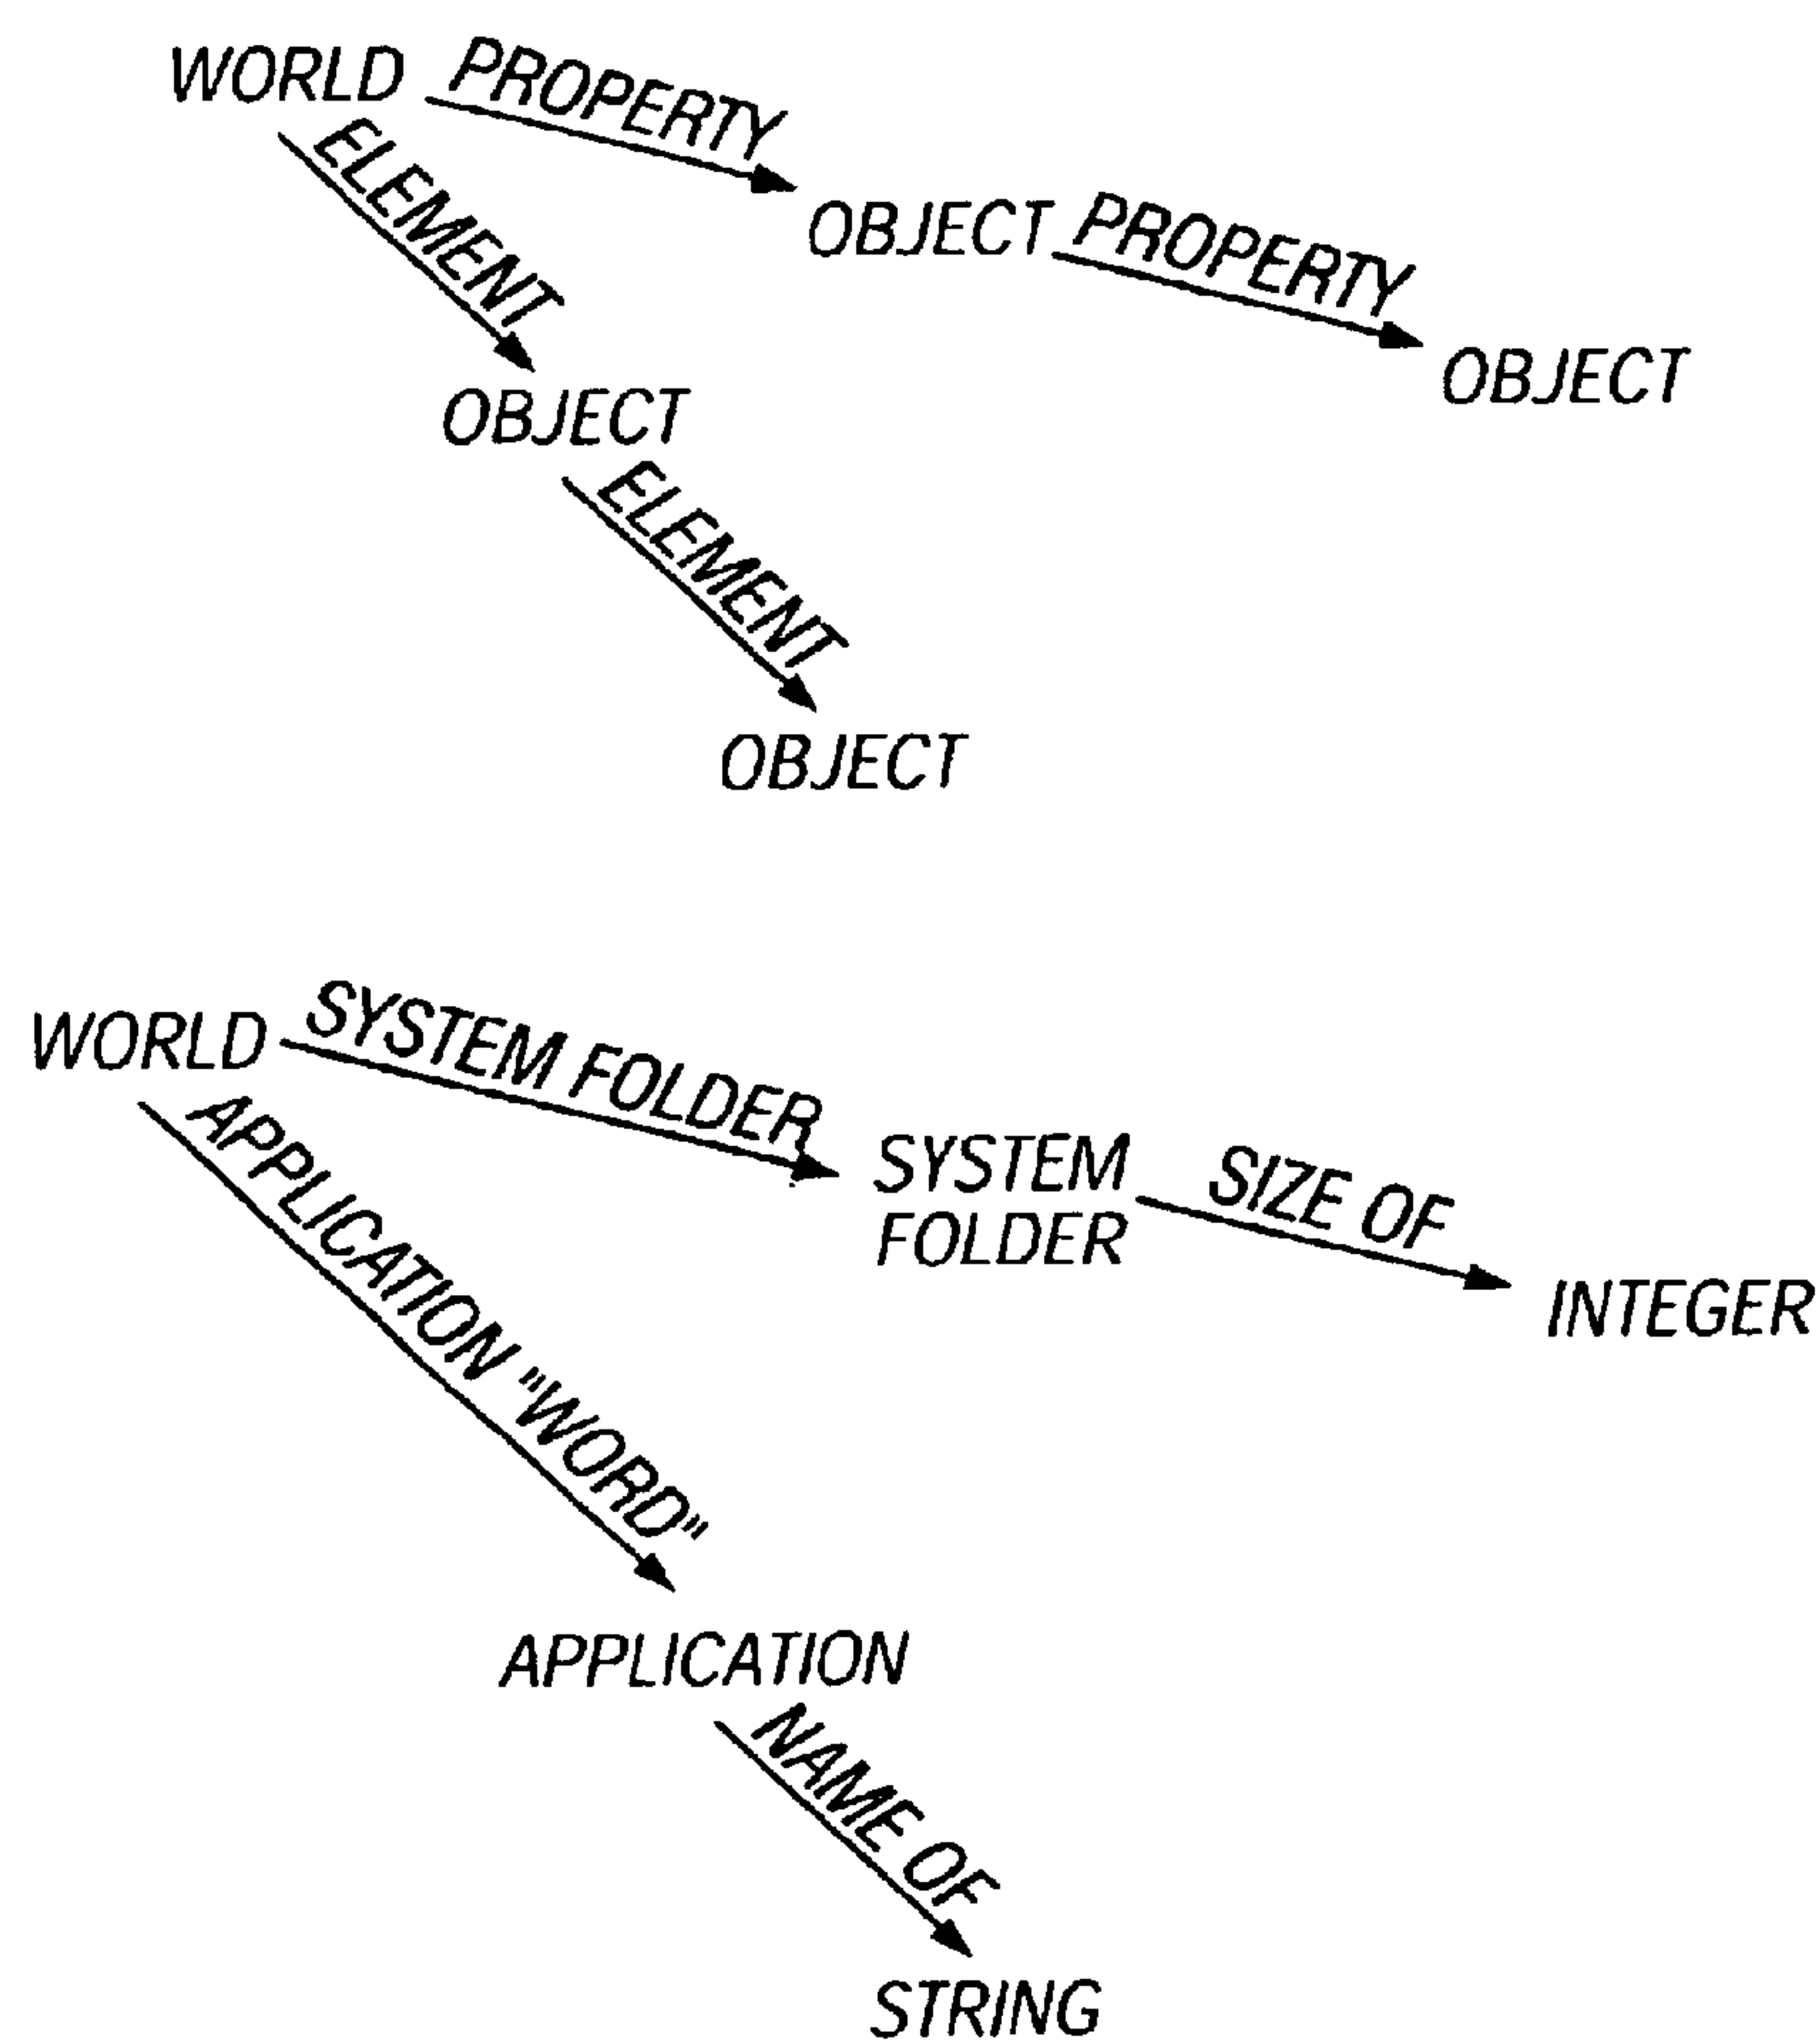 WORLD
PROPERTY
ELEMENT
OBJECT
PROPERTY
OBJECT
OBJECT
ELEMENT
OBJECT
WORLD
SYSTEM FOLDER
APPLICATION "WORD"
SYSTEM
FOLDER
SIZE OF
INTEGER
APPLICATION
NAME OF
STRING